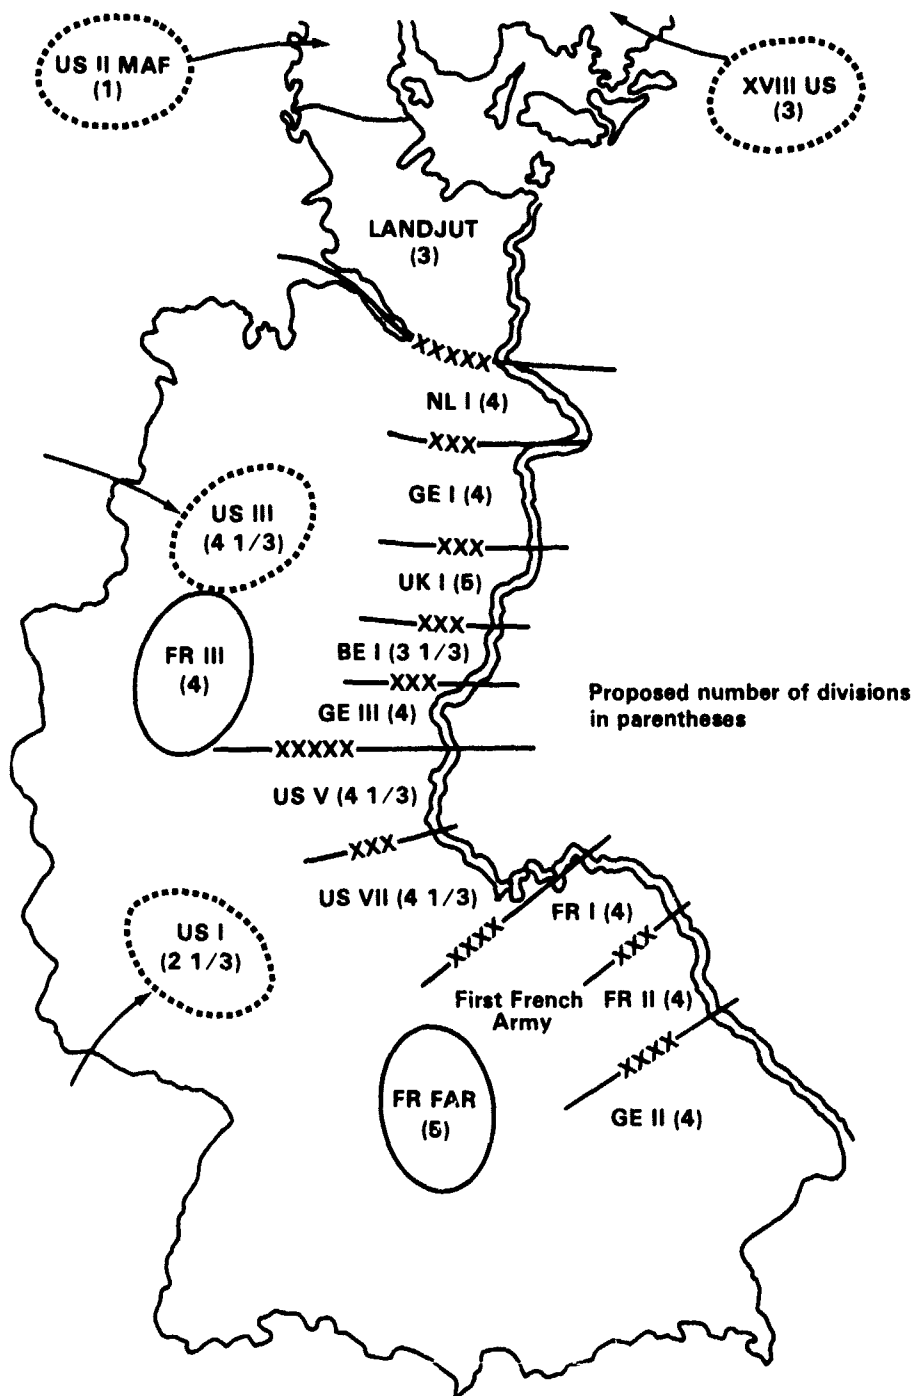 US II MAF
(1)
XVIII US
(3)
LANDJUT
(3)
XXXXX
NL I (4)
XXX
GE I (4)
US III
(4 1/3)
XXX
UK I (5)
XXX
FR III
(4)
BE I (3 1/3)
XXX
GE III (4)
Proposed number of divisions
in parentheses
XXXXX
US V (4 1/3)
XXX
US VII (4 1/3)
FR I (4)
XXXX
XXX
US I
(2 1/3)
First French
Army
FR II (4)
XXXX
FR FAR
(5)
GE II (4)